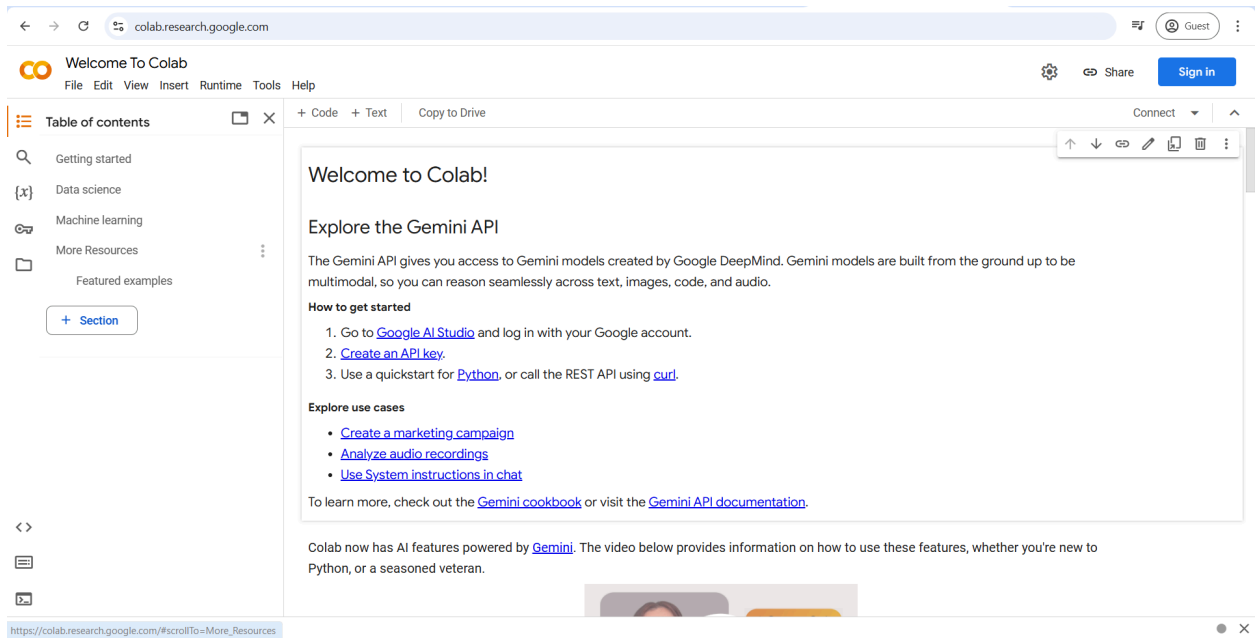 colab.research.google.com
Guest
Welcome To Colab
File Edit View Insert Runtime Tools Help
Share
Sign in
Table of contents
+ Code + Text Copy to Drive
Connect
Getting started
Data science
Machine learning
More Resources
Featured examples
+ Section
{x}
Welcome to Colab!
Explore the Gemini API
The Gemini API gives you access to Gemini models created by Google DeepMind. Gemini models are built from the ground up to be
multimodal, so you can reason seamlessly across text, images, code, and audio.
How to get started
1. Go to Google AI Studio and log in with your Google account.
2. Create an API key.
3. Use a quickstart for Python, or call the REST API using curl.
Explore use cases
• Create a marketing campaign
• Analyze audio recordings
• Use System instructions in chat
To learn more, check out the Gemini cookbook or visit the Gemini API documentation.
Colab now has AI features powered by Gemini. The video below provides information on how to use these features, whether you're new to
Python, or a seasoned veteran.
https://colab.research.google.com/#scrollTo=More_Resources